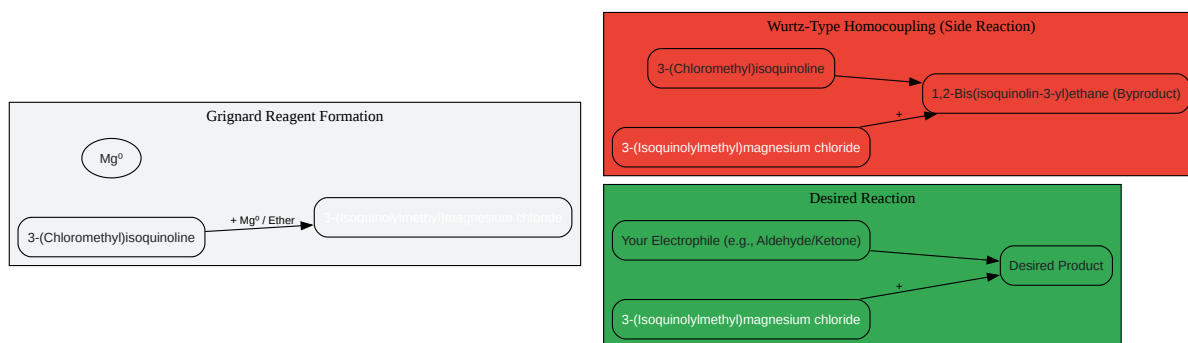 Grignard Reagent Formation
Mg⁰
3-(Chloromethyl)isoquinoline
+ Mg⁰ / Ether
3-(Isoquinolylmethyl)magnesium chloride
Wurtz-Type Homocoupling (Side Reaction)
3-(Chloromethyl)isoquinoline
1,2-Bis(isoquinolin-3-yl)ethane (Byproduct)
+
3-(Isoquinolylmethyl)magnesium chloride
Desired Reaction
Your Electrophile (e.g., Aldehyde/Ketone)
Desired Product
+
3-(Isoquinolylmethyl)magnesium chloride